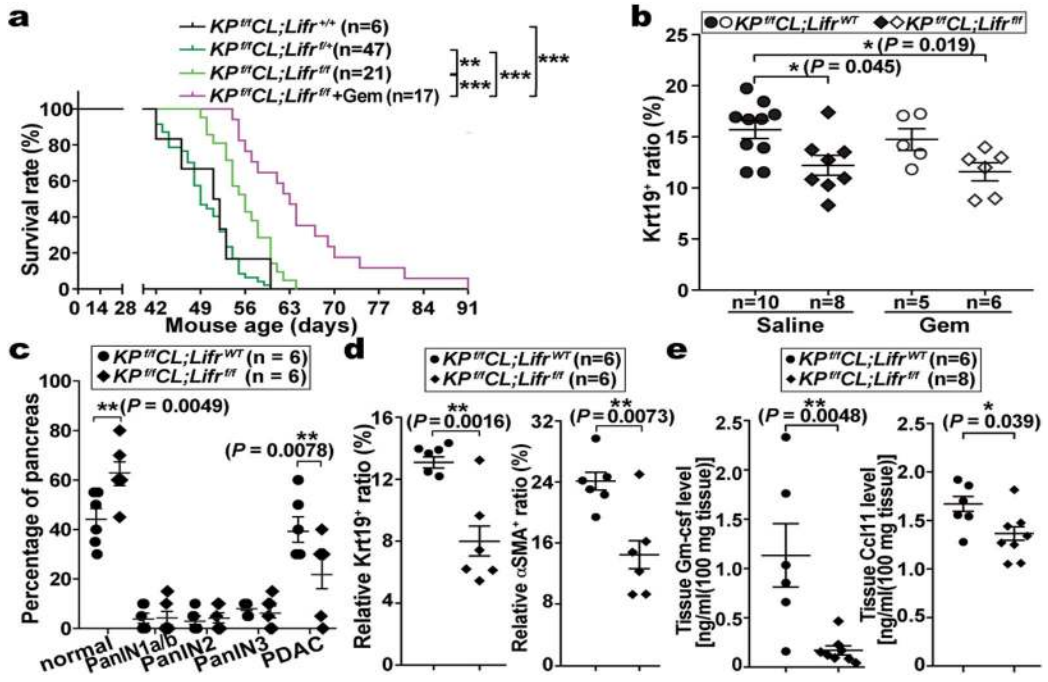 a
KP^f/f CL;Lifr^+/+ (n=6)
KP^f/f CL;Lifr^f/+ (n=47)
KP^f/f CL;Lifr^f/f (n=21)
KP^f/f CL;Lifr^f/f +Gem (n=17)
**
***
***
***
Survival rate (%)
100
80
60
40
20
0
0 14 28 42 49 56 63 70 77 84 91
Mouse age (days)
b
KP^f/f CL;Lifr^WT
KP^f/f CL;Lifr^f/f
* (P = 0.019)
* (P = 0.045)
Krt19⁺ ratio (%)
25
20
15
10
5
0
n=10 n=8 n=5 n=6
Saline Gem
c
KP^f/f CL;Lifr^WT (n = 6)
KP^f/f CL;Lifr^f/f (n = 6)
** (P = 0.0049)
**
(P = 0.0078)
Percentage of pancreas
100
80
60
40
20
0
normal PanIN1a/b PanIN2 PanIN3 PDAC
d
KP^f/f CL;Lifr^WT (n=6)
KP^f/f CL;Lifr^f/f (n=6)
**
(P = 0.0016)
Relative Krt19⁺ ratio (%)
16
12
8
4
0
**
(P = 0.0073)
Relative αSMA⁺ ratio (%)
32
24
16
8
0
e
KP^f/f CL;Lifr^WT (n=6)
KP^f/f CL;Lifr^f/f (n=8)
**
(P = 0.0048)
Tissue Gm-csf level
[ng/ml(100 mg tissue)]
2.5
2.0
1.5
1.0
0.5
0.0
*
(P = 0.039)
Tissue Ccl11 level
[ng/ml(100 mg tissue)]
2.5
2.0
1.5
1.0
0.5
0.0